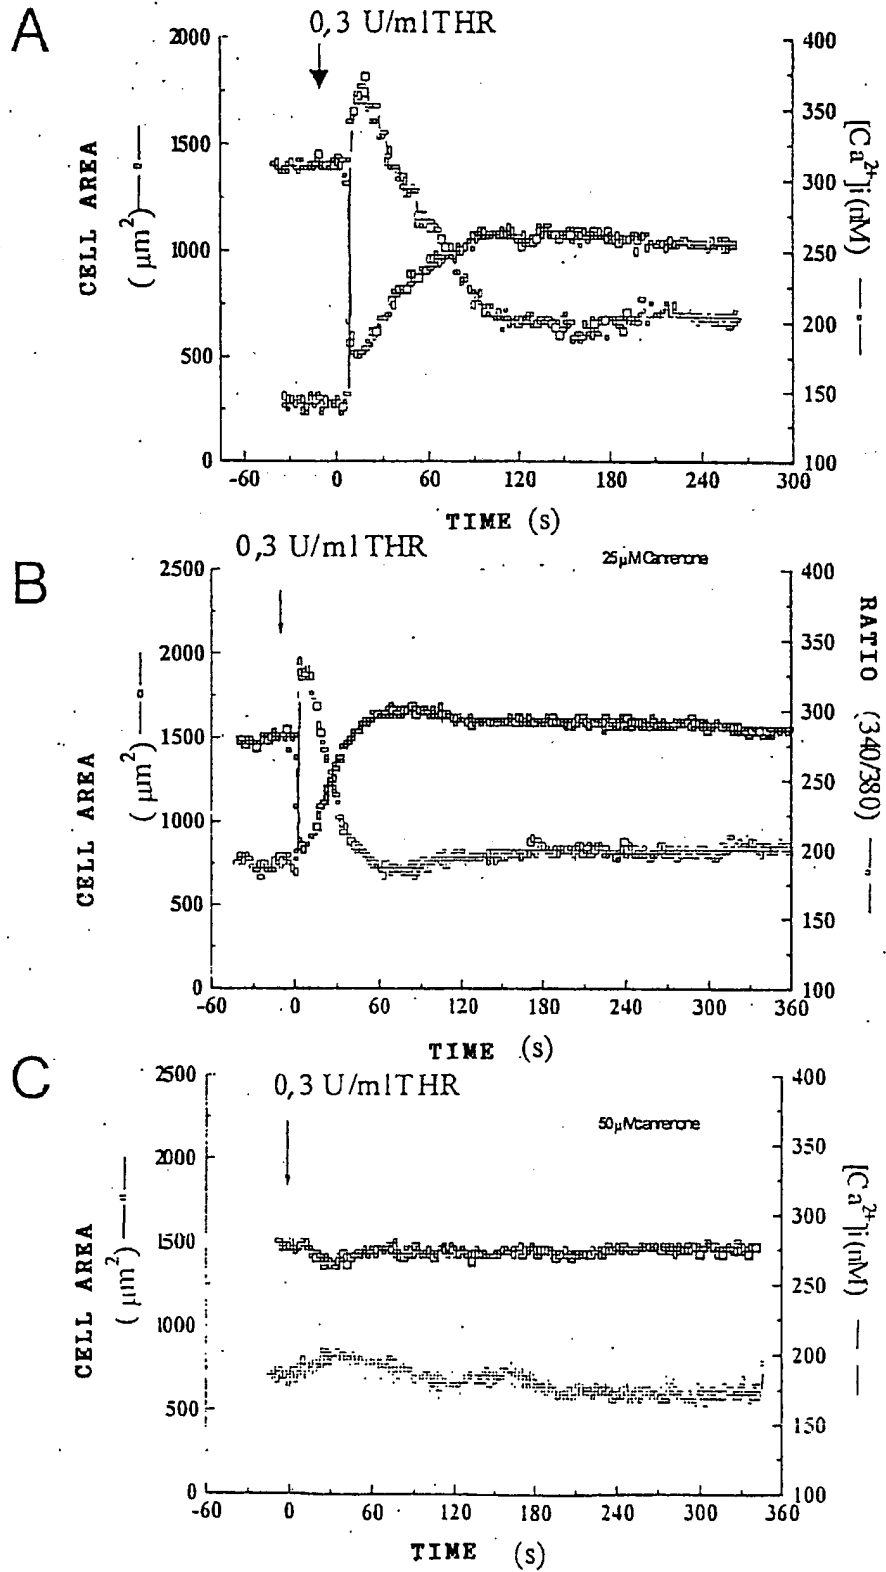 A
0,3 U/ml THR
2000
1500
1000
500
0
CELL AREA
(μm²)
400
350
300
250
200
150
100
[Ca²⁺]i (nM)
-60 0 60 120 180 240 300
TIME (s)
B
0,3 U/ml THR
25μM Canrenone
2500
2000
1500
1000
500
0
CELL AREA
(μm²)
400
350
300
250
200
150
100
RATIO (340/380)
-60 0 60 120 180 240 300 360
TIME (s)
C
0,3 U/ml THR
50μM canrenone
2500
2000
1500
1000
500
0
CELL AREA
(μm²)
400
350
300
250
200
150
100
[Ca²⁺]i (nM)
-60 0 60 120 180 240 300 360
TIME (s)